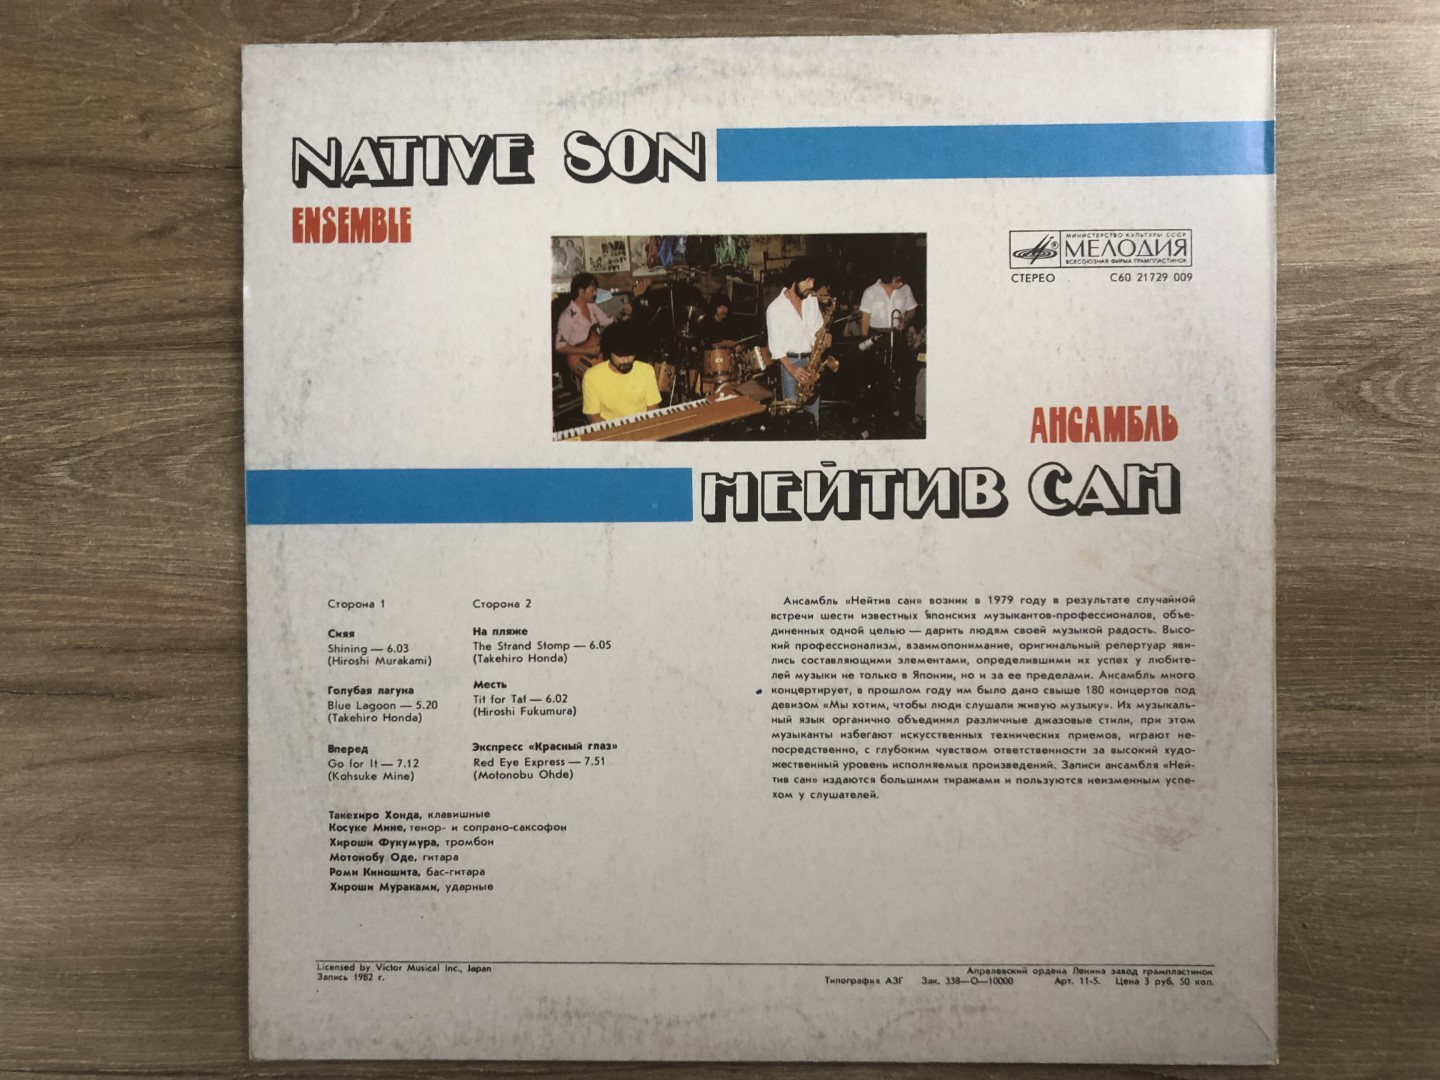 NATIVE SON
ENSEMBLE
МИНИСТЕРСТВО КУЛЬТУРЫ СССР
МЕЛОДИЯ
ВСЕСОЮЗНАЯ ФИРМА ГРАМПЛАСТИНОК
СТЕРЕО С60 21729 009
АНСАМБЛЬ
НЕЙТИВ САН
Сторона 1
Сияя
Shining — 6.03
(Hiroshi Murakami)
Голубая лагуна
Blue Lagoon — 5.20
(Takehiro Honda)
Вперед
Go for It — 7.12
(Kohsuke Mine)
Сторона 2
На пляже
The Strand Stomp — 6.05
(Takehiro Honda)
Месть
Tit for Tat — 6.02
(Hiroshi Fukumura)
Экспресс «Красный глаз»
Red Eye Express — 7.51
(Motonobu Ohde)
Такехиро Хонда, клавишные
Косуке Мине, тенор- и сопрано-саксофон
Хироши Фукумура, тромбон
Мотонобу Оде, гитара
Роми Киношита, бас-гитара
Хироши Мураками, ударные
Ансамбль «Нейтив сан» возник в 1979 году в результате случайной
встречи шести известных японских музыкантов-профессионалов, объе-
диненных одной целью — дарить людям своей музыкой радость. Высо-
кий профессионализм, взаимопонимание, оригинальный репертуар яви-
лись составляющими элементами, определившими их успех у любите-
лей музыки не только в Японии, но и за ее пределами. Ансамбль много
концертирует, в прошлом году им было дано свыше 180 концертов под
девизом «Мы хотим, чтобы люди слушали живую музыку». Их музыкаль-
ный язык органично объединил различные джазовые стили, при этом
музыканты избегают искусственных технических приемов, играют не-
посредственно, с глубоким чувством ответственности за высокий худо-
жественный уровень исполняемых произведений. Записи ансамбля «Ней-
тив сан» издаются большими тиражами и пользуются неизменным успе-
хом у слушателей.
Licensed by Victor Musical Inc., Japan
Запись 1982 г.
Апрелевский ордена Ленина завод грампластинок
Типография АЗГ Зак. 338—О—10000 Арт. 11-5. Цена 3 руб. 50 коп.